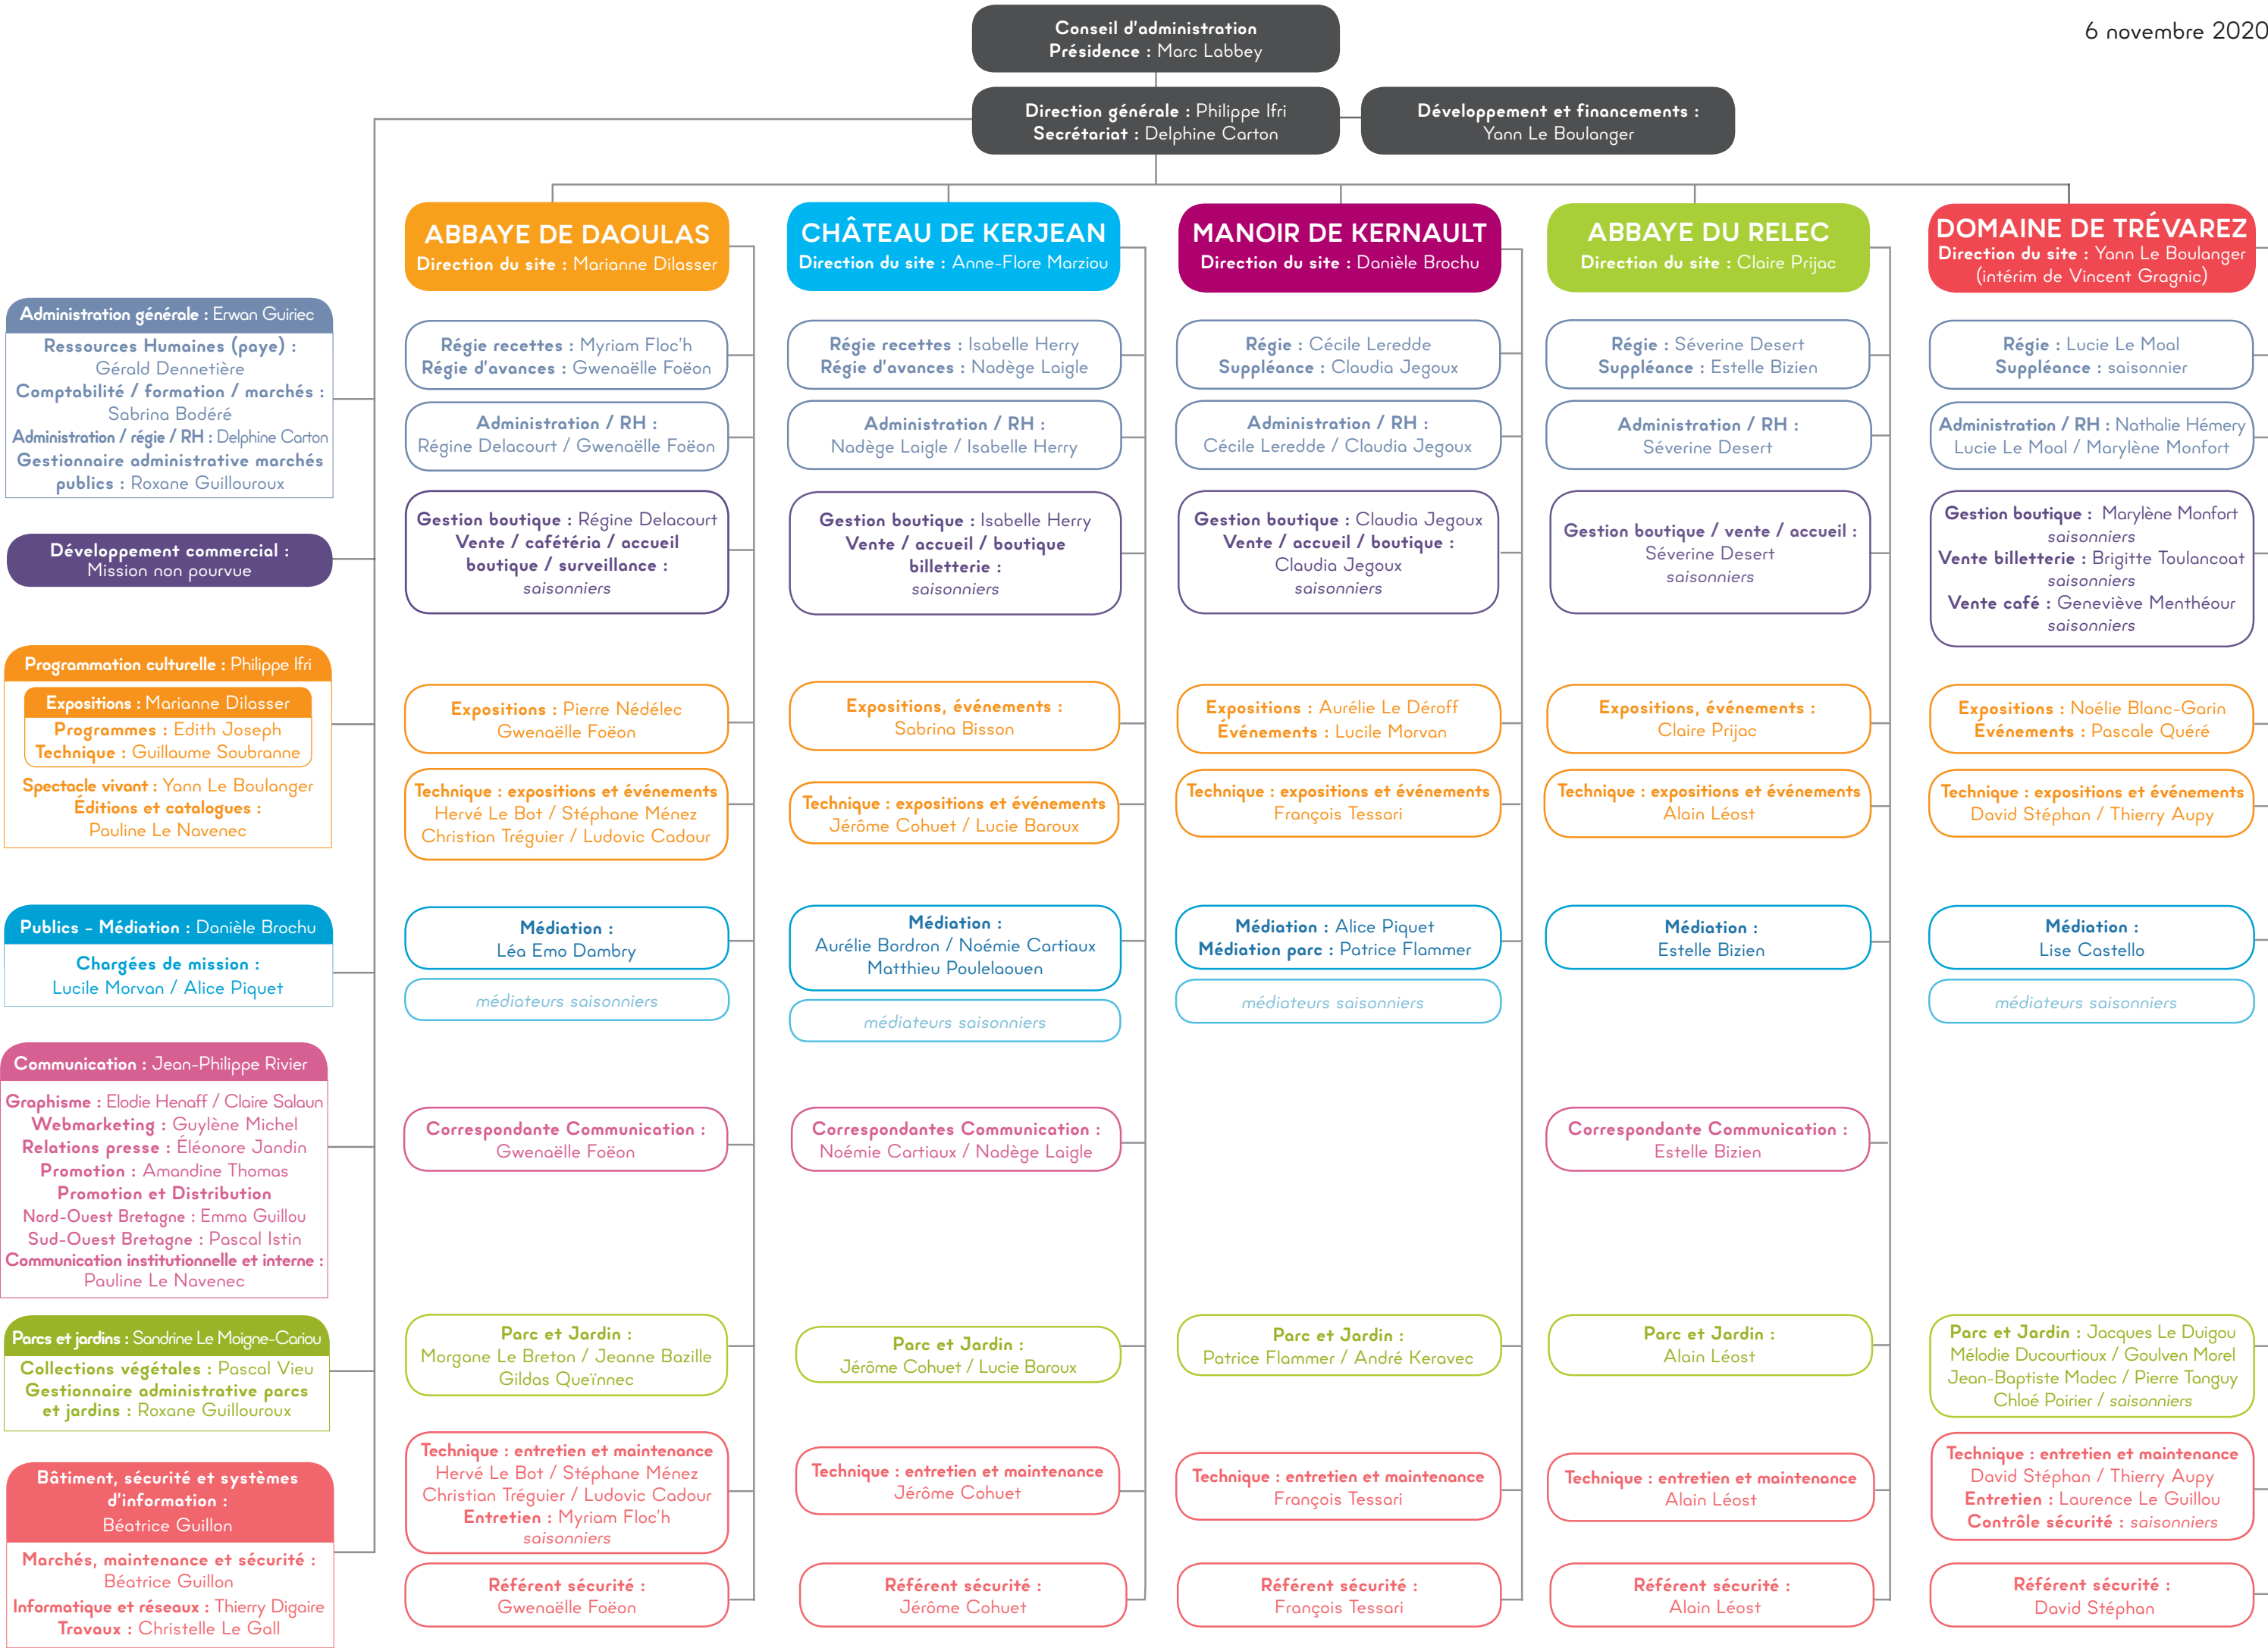 6 novembre 2020
Conseil d'administration
Présidence : Marc Labbey
Direction générale : Philippe Ifri
Secrétariat : Delphine Carton
Développement et financements :
Yann Le Boulanger
Administration générale : Erwan Guiriec
Ressources Humaines (paye) :
Gérald Dennetière
Comptabilité / formation / marchés :
Sabrina Bodéré
Administration / régie / RH : Delphine Carton
Gestionnaire administrative marchés
publics : Roxane Guillouroux
Développement commercial :
Mission non pourvue
Programmation culturelle : Philippe Ifri
Expositions : Marianne Dilasser
Programmes : Edith Joseph
Technique : Guillaume Soubranne
Spectacle vivant : Yann Le Boulanger
Éditions et catalogues :
Pauline Le Navenec
Publics - Médiation : Danièle Brochu
Chargées de mission :
Lucile Morvan / Alice Piquet
Communication : Jean-Philippe Rivier
Graphisme : Elodie Henaff / Claire Salaun
Webmarketing : Guylène Michel
Relations presse : Éléonore Jandin
Promotion : Amandine Thomas
Promotion et Distribution
Nord-Ouest Bretagne : Emma Guillou
Sud-Ouest Bretagne : Pascal Istin
Communication institutionnelle et interne :
Pauline Le Navenec
Parcs et jardins : Sandrine Le Moigne-Cariou
Collections végétales : Pascal Vieu
Gestionnaire administrative parcs
et jardins : Roxane Guillouroux
Bâtiment, sécurité et systèmes
d'information :
Béatrice Guillon
Marchés, maintenance et sécurité :
Béatrice Guillon
Informatique et réseaux : Thierry Digaire
Travaux : Christelle Le Gall
ABBAYE DE DAOULAS
Direction du site : Marianne Dilasser
Régie recettes : Myriam Floc'h
Régie d'avances : Gwenaëlle Foëon
Administration / RH :
Régine Delacourt / Gwenaëlle Foëon
Gestion boutique : Régine Delacourt
Vente / cafétéria / accueil
boutique / surveillance :
saisonniers
Expositions : Pierre Nédélec
Gwenaëlle Foëon
Technique : expositions et événements
Hervé Le Bot / Stéphane Ménez
Christian Tréguier / Ludovic Cadour
Médiation :
Léa Emo Dambry
médiateurs saisonniers
Correspondante Communication :
Gwenaëlle Foëon
Parc et Jardin :
Morgane Le Breton / Jeanne Bazille
Gildas Queïnnec
Technique : entretien et maintenance
Hervé Le Bot / Stéphane Ménez
Christian Tréguier / Ludovic Cadour
Entretien : Myriam Floc'h
saisonniers
Référent sécurité :
Gwenaëlle Foëon
CHÂTEAU DE KERJEAN
Direction du site : Anne-Flore Marziou
Régie recettes : Isabelle Herry
Régie d'avances : Nadège Laigle
Administration / RH :
Nadège Laigle / Isabelle Herry
Gestion boutique : Isabelle Herry
Vente / accueil / boutique
billetterie :
saisonniers
Expositions, événements :
Sabrina Bisson
Technique : expositions et événements
Jérôme Cohuet / Lucie Baroux
Médiation :
Aurélie Bordron / Noémie Cartiaux
Matthieu Poulelaouen
médiateurs saisonniers
Correspondantes Communication :
Noémie Cartiaux / Nadège Laigle
Parc et Jardin :
Jérôme Cohuet / Lucie Baroux
Technique : entretien et maintenance
Jérôme Cohuet
Référent sécurité :
Jérôme Cohuet
MANOIR DE KERNAULT
Direction du site : Danièle Brochu
Régie : Cécile Leredde
Suppléance : Claudia Jegoux
Administration / RH :
Cécile Leredde / Claudia Jegoux
Gestion boutique : Claudia Jegoux
Vente / accueil / boutique :
Claudia Jegoux
saisonniers
Expositions : Aurélie Le Déroff
Événements : Lucile Morvan
Technique : expositions et événements
François Tessari
Médiation : Alice Piquet
Médiation parc : Patrice Flammer
médiateurs saisonniers
Parc et Jardin :
Patrice Flammer / André Keravec
Technique : entretien et maintenance
François Tessari
Référent sécurité :
François Tessari
ABBAYE DU RELEC
Direction du site : Claire Prijac
Régie : Séverine Desert
Suppléance : Estelle Bizien
Administration / RH :
Séverine Desert
Gestion boutique / vente / accueil :
Séverine Desert
saisonniers
Expositions, événements :
Claire Prijac
Technique : expositions et événements
Alain Léost
Médiation :
Estelle Bizien
Correspondante Communication :
Estelle Bizien
Parc et Jardin :
Alain Léost
Technique : entretien et maintenance
Alain Léost
Référent sécurité :
Alain Léost
DOMAINE DE TRÉVAREZ
Direction du site : Yann Le Boulanger
(intérim de Vincent Gragnic)
Régie : Lucie Le Moal
Suppléance : saisonnier
Administration / RH : Nathalie Hémery
Lucie Le Moal / Marylène Monfort
Gestion boutique : Marylène Monfort
saisonniers
Vente billetterie : Brigitte Toulancoat
saisonniers
Vente café : Geneviève Menthéour
saisonniers
Expositions : Noélie Blanc-Garin
Événements : Pascale Quéré
Technique : expositions et événements
David Stéphan / Thierry Aupy
Médiation :
Lise Castello
médiateurs saisonniers
Parc et Jardin : Jacques Le Duigou
Mélodie Ducourtioux / Goulven Morel
Jean-Baptiste Madec / Pierre Tanguy
Chloé Poirier / saisonniers
Technique : entretien et maintenance
David Stéphan / Thierry Aupy
Entretien : Laurence Le Guillou
Contrôle sécurité : saisonniers
Référent sécurité :
David Stéphan